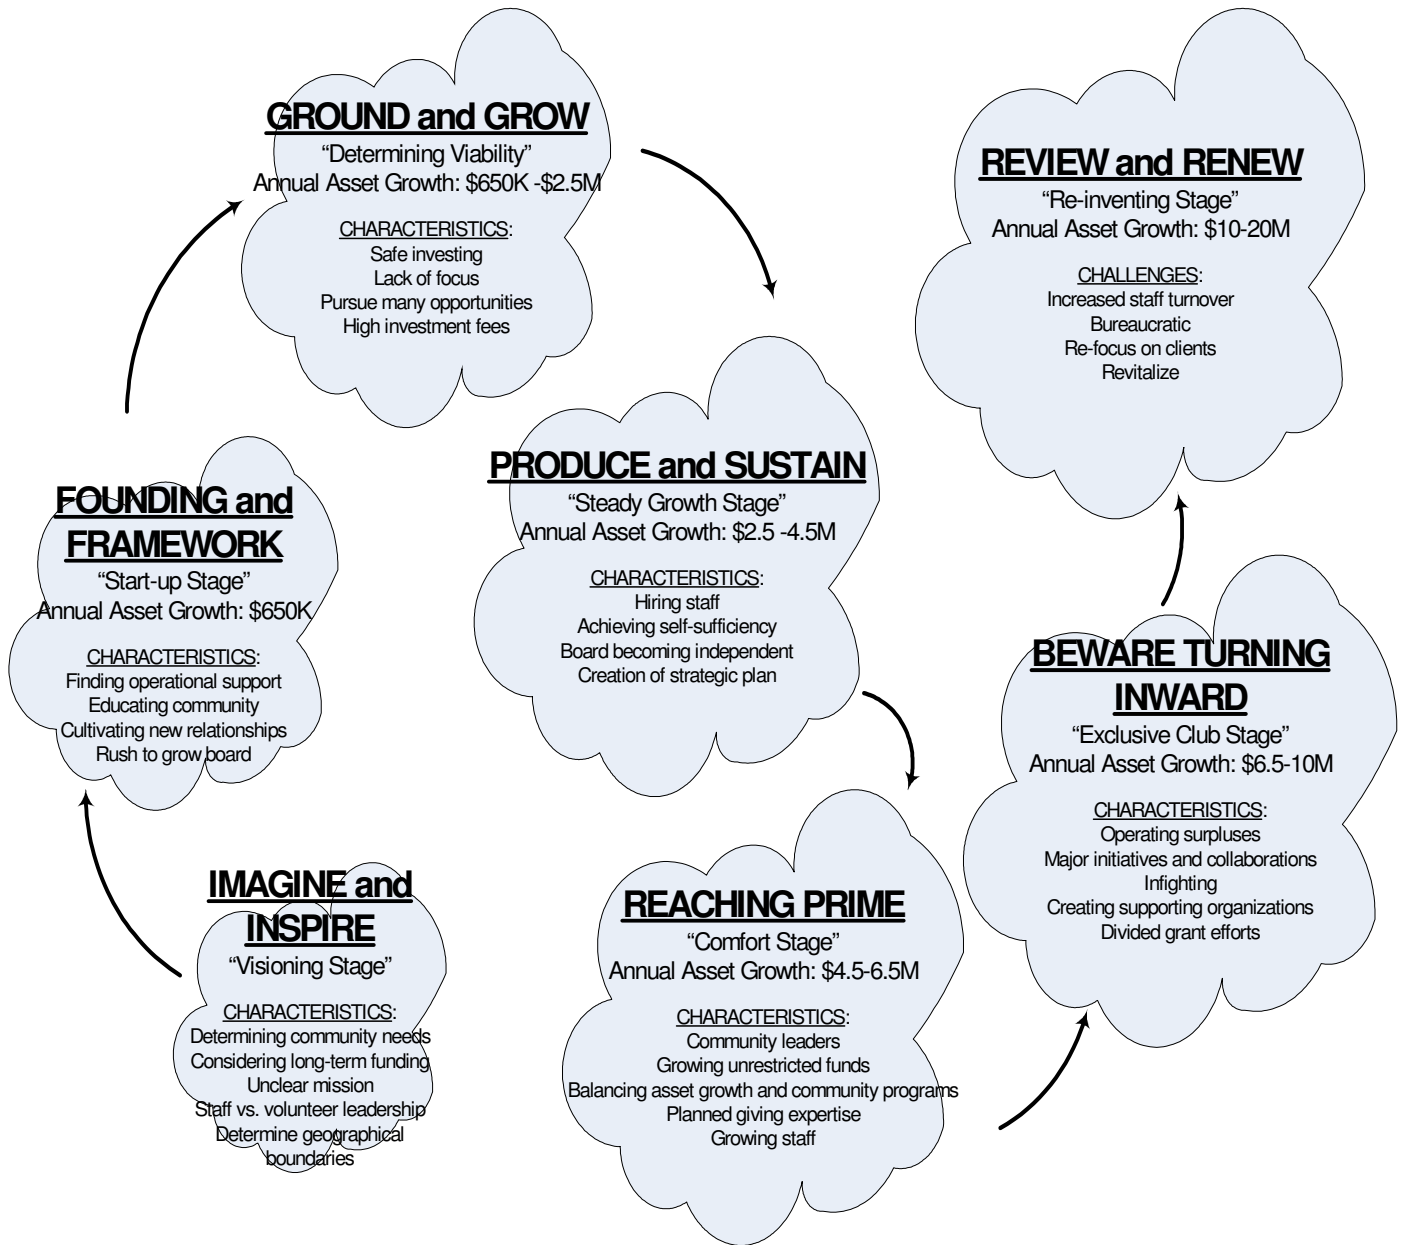 GROUND and GROW
“Determining Viability”
Annual Asset Growth: $650K -$2.5M
CHARACTERISTICS:
Safe investing
Lack of focus
Pursue many opportunities
High investment fees
REVIEW and RENEW
“Re-inventing Stage”
Annual Asset Growth: $10-20M
CHALLENGES:
Increased staff turnover
Bureaucratic
Re-focus on clients
Revitalize
FOUNDING and
FRAMEWORK
“Start-up Stage”
Annual Asset Growth: $650K
CHARACTERISTICS:
Finding operational support
Educating community
Cultivating new relationships
Rush to grow board
PRODUCE and SUSTAIN
“Steady Growth Stage”
Annual Asset Growth: $2.5 -4.5M
CHARACTERISTICS:
Hiring staff
Achieving self-sufficiency
Board becoming independent
Creation of strategic plan
BEWARE TURNING
INWARD
“Exclusive Club Stage”
Annual Asset Growth: $6.5-10M
CHARACTERISTICS:
Operating surpluses
Major initiatives and collaborations
Infighting
Creating supporting organizations
Divided grant efforts
IMAGINE and
INSPIRE
“Visioning Stage”
CHARACTERISTICS:
Determining community needs
Considering long-term funding
Unclear mission
Staff vs. volunteer leadership
Determine geographical
boundaries
REACHING PRIME
“Comfort Stage”
Annual Asset Growth: $4.5-6.5M
CHARACTERISTICS:
Community leaders
Growing unrestricted funds
Balancing asset growth and community programs
Planned giving expertise
Growing staff